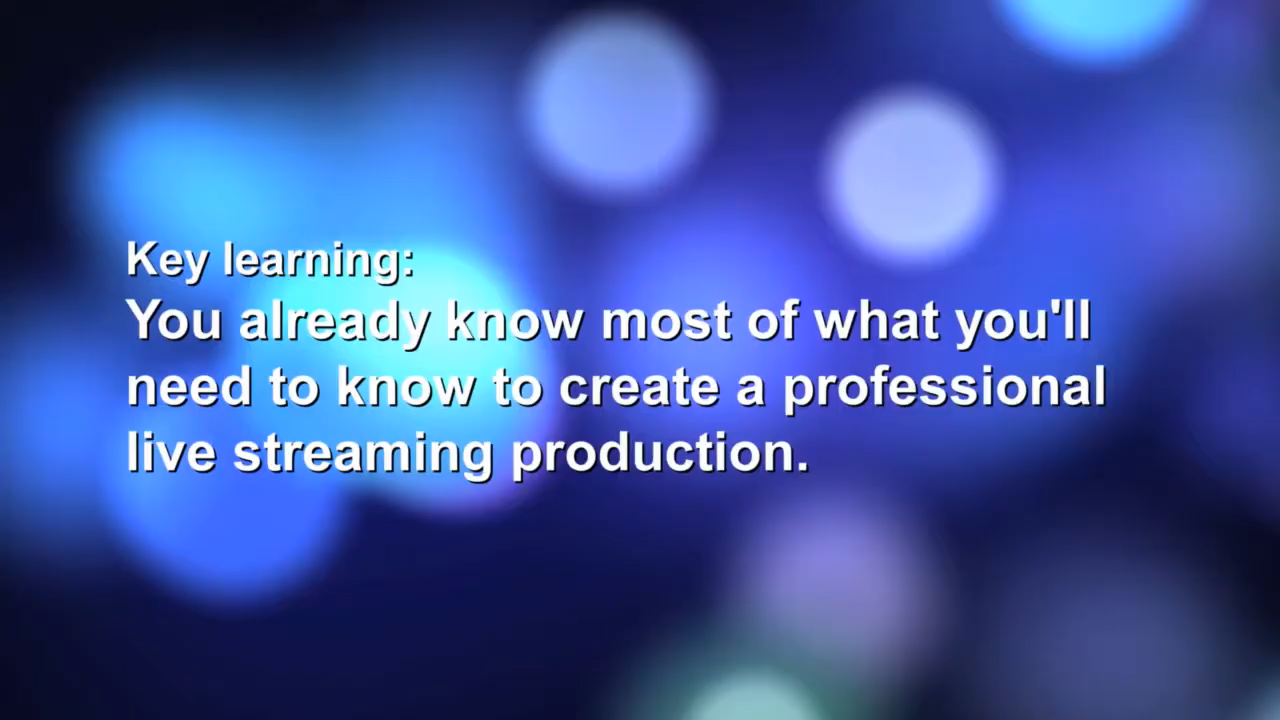 Key learning:
You already know most of what you'll
need to know to create a professional
live streaming production.